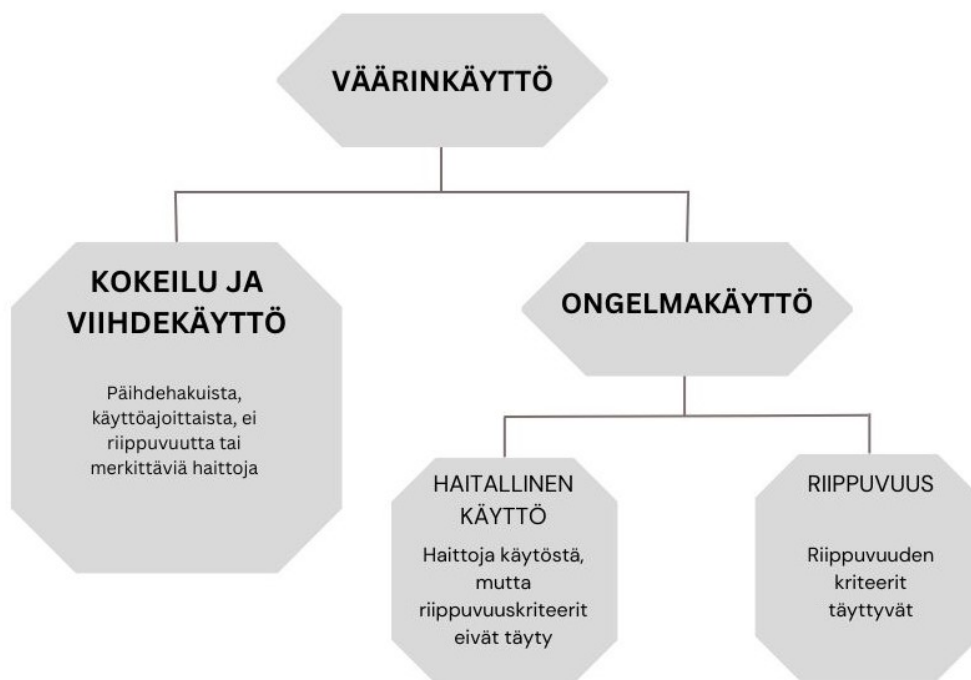 VÄÄRINKÄYTTÖ
KOKEILU JA
VIIHDEKÄYTTÖ
Päihdehakuista,
käyttöajoittaista, ei
riippuvuutta tai
merkittäviä haittoja
ONGELMAKÄYTTÖ
HAITALLINEN
KÄYTTÖ
Haittoja käytöstä,
mutta
riippuvuuskriteerit
eivät täyty
RIIPPUVUUS
Riippuvuuden
kriteerit
täyttyvät